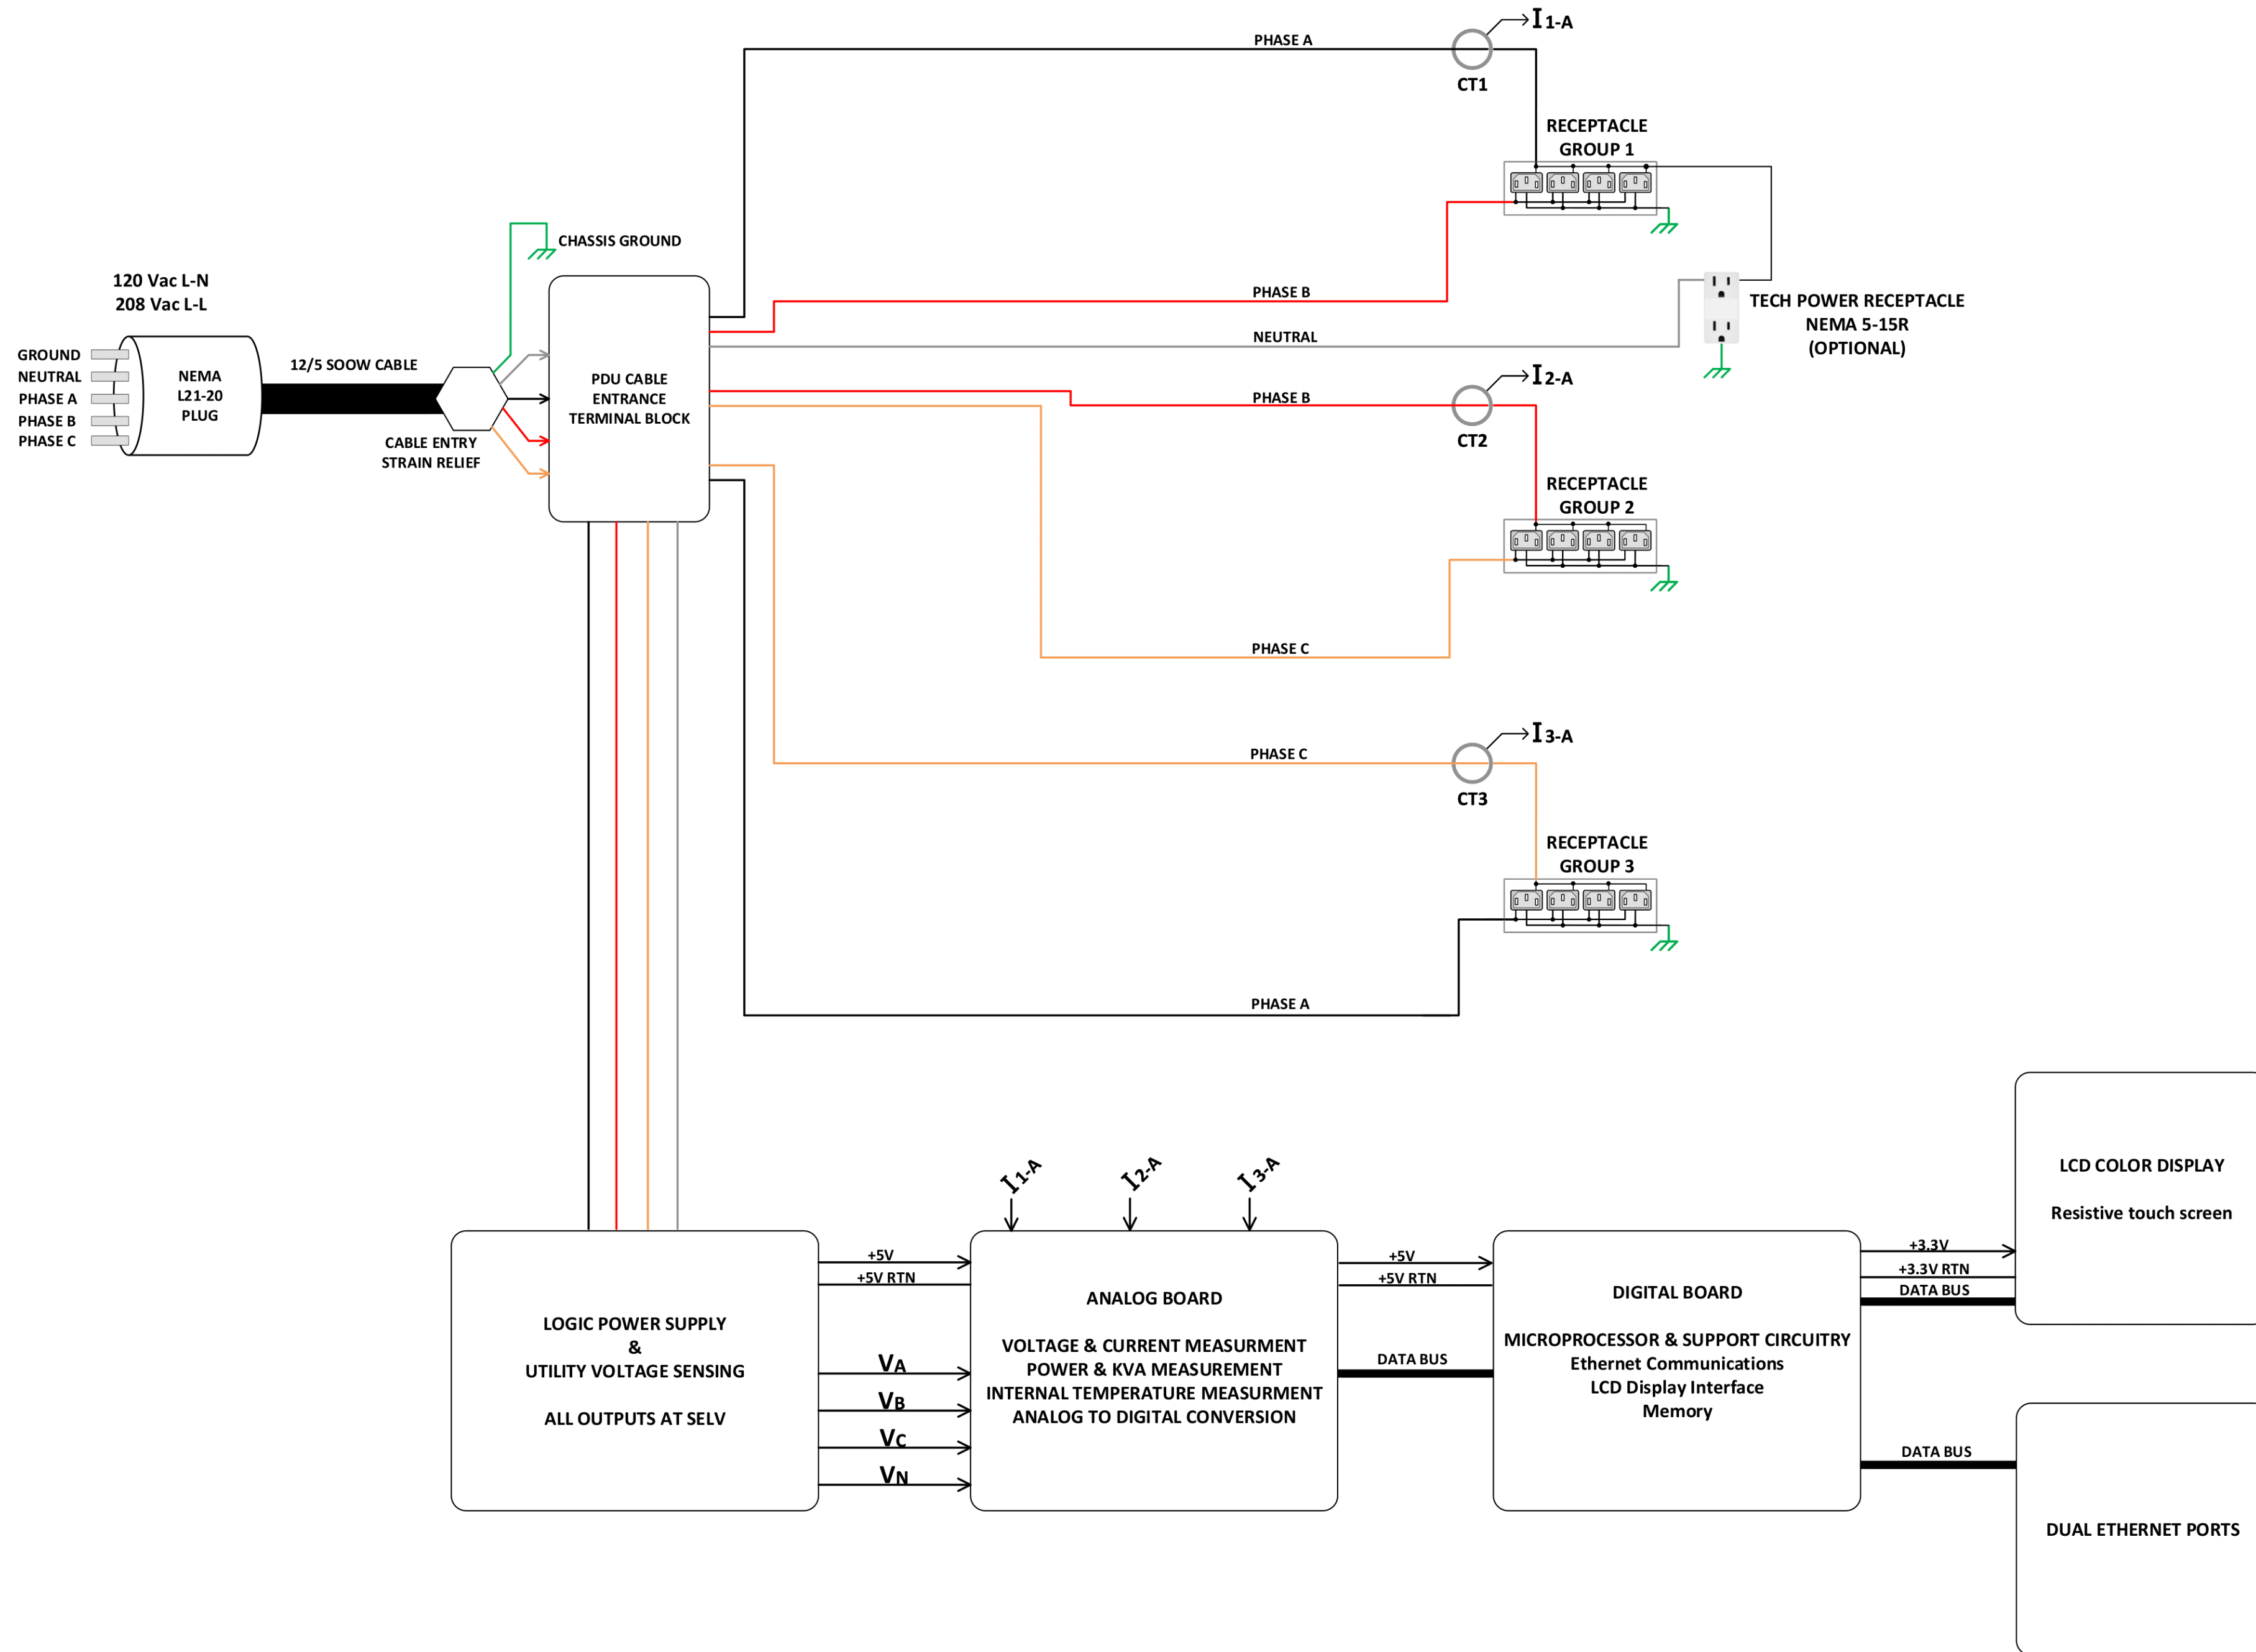 I1-A
PHASE A
CT1
RECEPTACLE
GROUP 1
CHASSIS GROUND
120 Vac L-N
208 Vac L-L
PHASE B
TECH POWER RECEPTACLE
NEMA 5-15R
(OPTIONAL)
NEUTRAL
GROUND
NEUTRAL
PHASE A
PHASE B
PHASE C
NEMA
L21-20
PLUG
12/5 SOOW CABLE
CABLE ENTRY
STRAIN RELIEF
PDU CABLE
ENTRANCE
TERMINAL BLOCK
I2-A
PHASE B
CT2
RECEPTACLE
GROUP 2
PHASE C
I3-A
PHASE C
CT3
RECEPTACLE
GROUP 3
PHASE A
I1-A
I2-A
I3-A
LOGIC POWER SUPPLY
&
UTILITY VOLTAGE SENSING
ALL OUTPUTS AT SELV
+5V
+5V RTN
VA
VB
VC
VN
ANALOG BOARD
VOLTAGE & CURRENT MEASURMENT
POWER & KVA MEASUREMENT
INTERNAL TEMPERATURE MEASURMENT
ANALOG TO DIGITAL CONVERSION
+5V
+5V RTN
DATA BUS
DIGITAL BOARD
MICROPROCESSOR & SUPPORT CIRCUITRY
Ethernet Communications
LCD Display Interface
Memory
+3.3V
+3.3V RTN
DATA BUS
DATA BUS
LCD COLOR DISPLAY
Resistive touch screen
DUAL ETHERNET PORTS